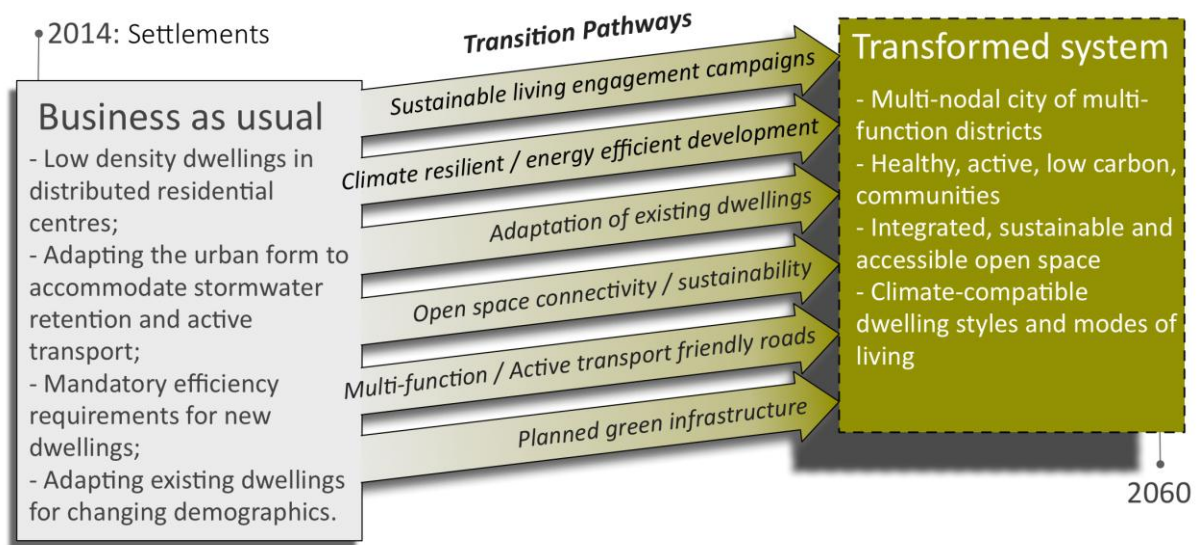 2014: Settlements
Business as usual
- Low density dwellings in
distributed residential
centres;
- Adapting the urban form to
accommodate stormwater
retention and active
transport;
- Mandatory efficiency
requirements for new
dwellings;
- Adapting existing dwellings
for changing demographics.
Transition Pathways
Sustainable living engagement campaigns
Climate resilient / energy efficient development
Adaptation of existing dwellings
Open space connectivity / sustainability
Multi-function / Active transport friendly roads
Planned green infrastructure
Transformed system
- Multi-nodal city of multi-
function districts
- Healthy, active, low carbon,
communities
- Integrated, sustainable and
accessible open space
- Climate-compatible
dwelling styles and modes of
living
2060